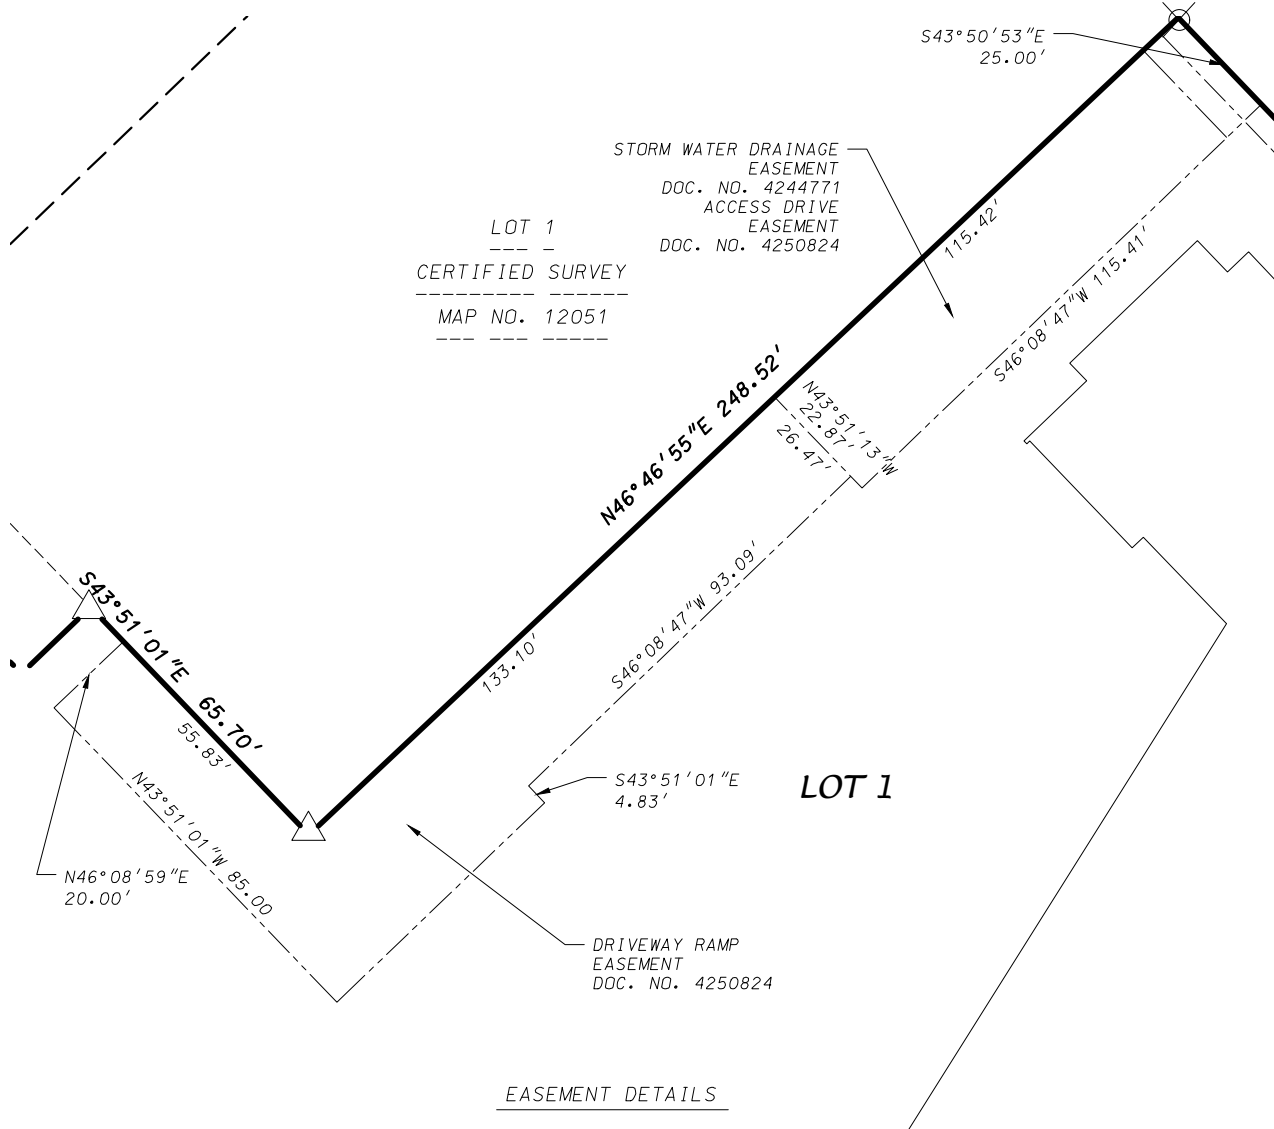 S43°50'53"E
25.00'
STORM WATER DRAINAGE
EASEMENT
DOC. NO. 4244771
ACCESS DRIVE
EASEMENT
DOC. NO. 4250824
LOT 1
CERTIFIED SURVEY
MAP NO. 12051
115.42'
S46°08'47"W 115.41'
N46°46'55"E 248.52'
N43°51'13"W
22.87'
26.47'
S43°51'01"E 65.70'
55.83'
133.10'
S46°08'47"W 93.09'
S43°51'01"E
4.83'
LOT 1
N43°51'01"W 85.00
N46°08'59"E
20.00'
DRIVEWAY RAMP
EASEMENT
DOC. NO. 4250824
EASEMENT DETAILS